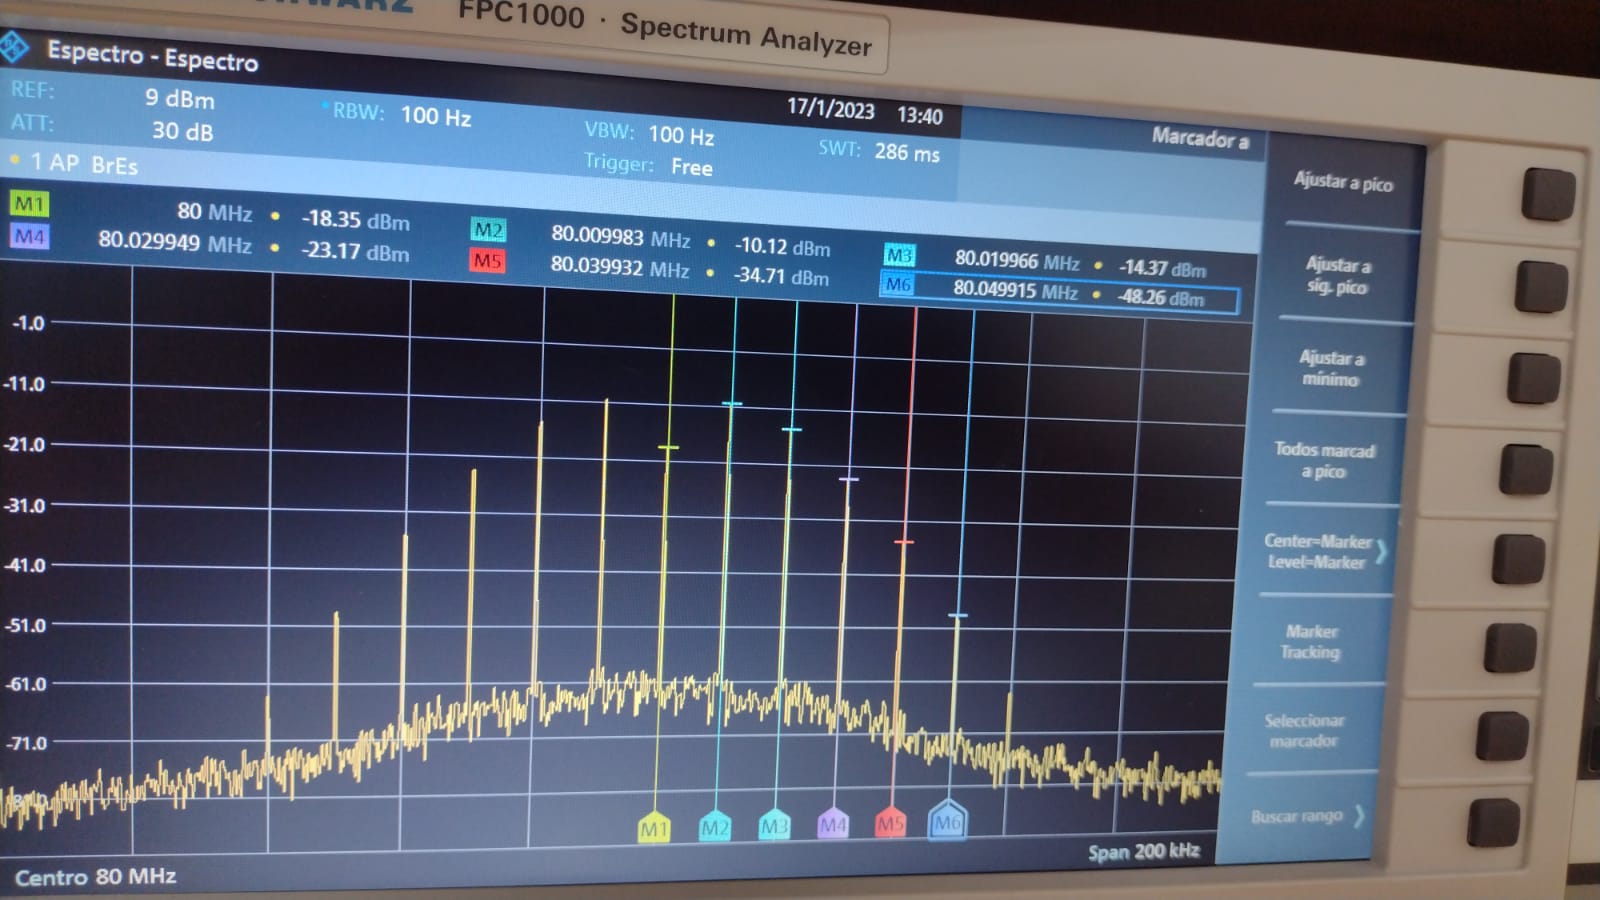 FPC1000 · Spectrum Analyzer
Espectro - Espectro
17/1/2023 13:40
REF: 9 dBm
RBW: 100 Hz
VBW: 100 Hz
SWT: 286 ms
ATT: 30 dB
Trigger: Free
1 AP BrEs
M1 80 MHz • -18.35 dBm
M2 80.009983 MHz • -10.12 dBm
M3 80.019966 MHz • -14.37 dBm
M4 80.029949 MHz • -23.17 dBm
M5 80.039932 MHz • -34.71 dBm
M6 80.049915 MHz • -48.26 dBm
-1.0
-11.0
-21.0
-31.0
-41.0
-51.0
-61.0
-71.0
M1 M2 M3 M4 M5 M6
Centro 80 MHz
Span 200 kHz
Marcador a
Ajustar a pico
Ajustar a
sig. pico
Ajustar a
mínimo
Todos marcad
a pico
Center=Marker
Level=Marker
Marker
Tracking
Seleccionar
marcador
Buscar rango